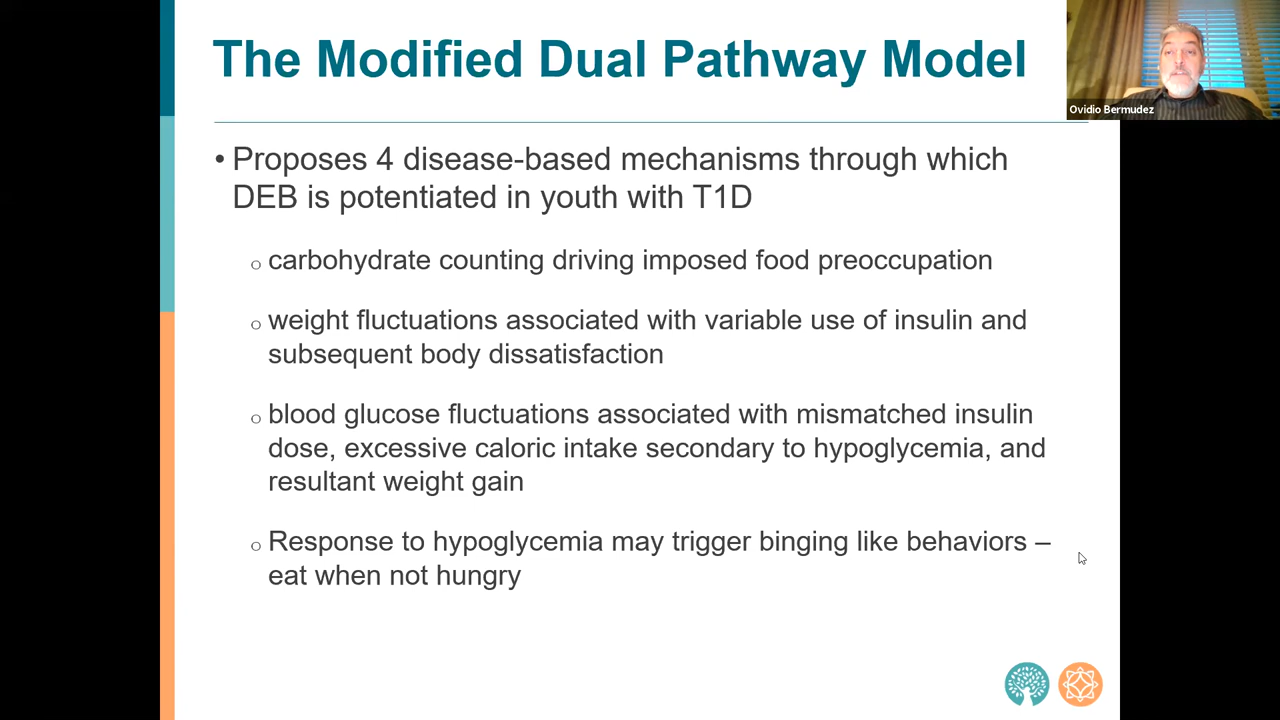 The Modified Dual Pathway Model
Ovidio Bermudez
• Proposes 4 disease-based mechanisms through which
DEB is potentiated in youth with T1D
o carbohydrate counting driving imposed food preoccupation
o weight fluctuations associated with variable use of insulin and
subsequent body dissatisfaction
o blood glucose fluctuations associated with mismatched insulin
dose, excessive caloric intake secondary to hypoglycemia, and
resultant weight gain
o Response to hypoglycemia may trigger binging like behaviors –
eat when not hungry